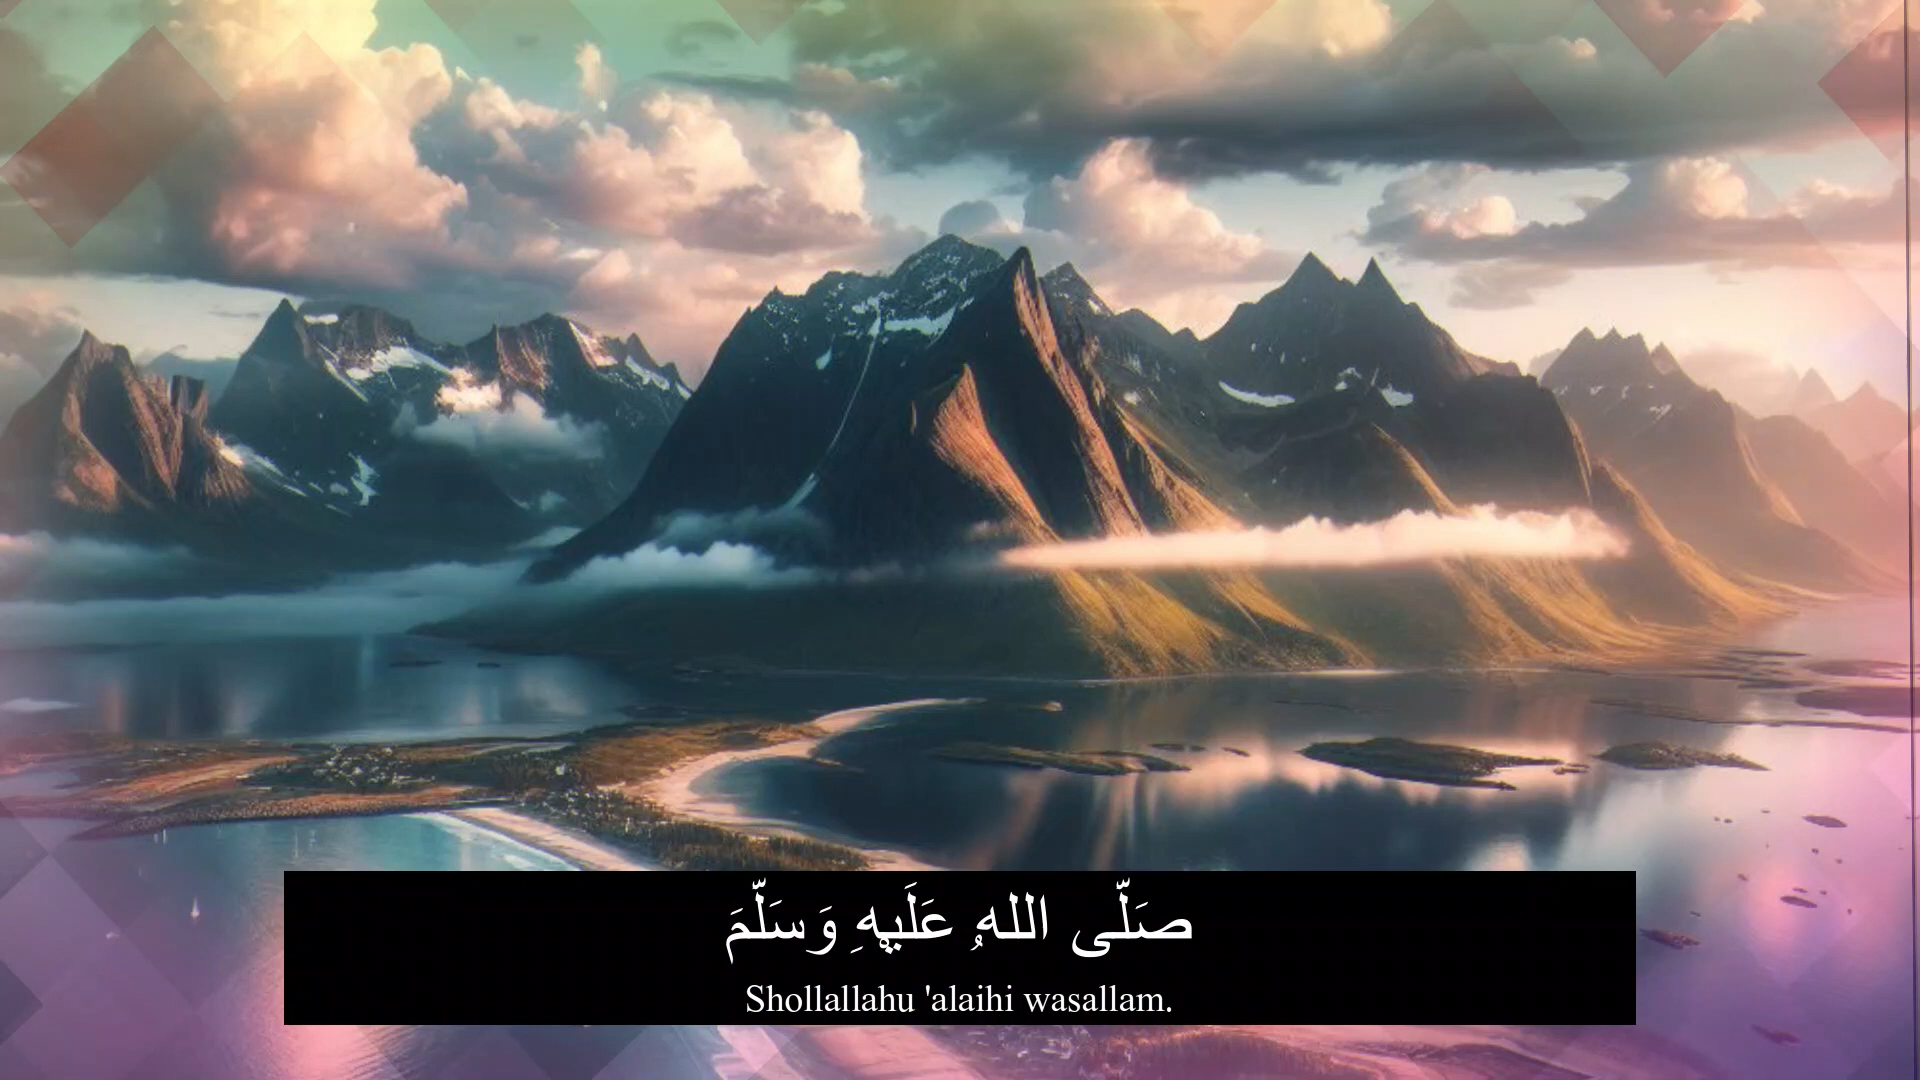 صَلّى اللهُ عَلَيْهِ وَسَلّمَ
Shollallahu 'alaihi wasallam.